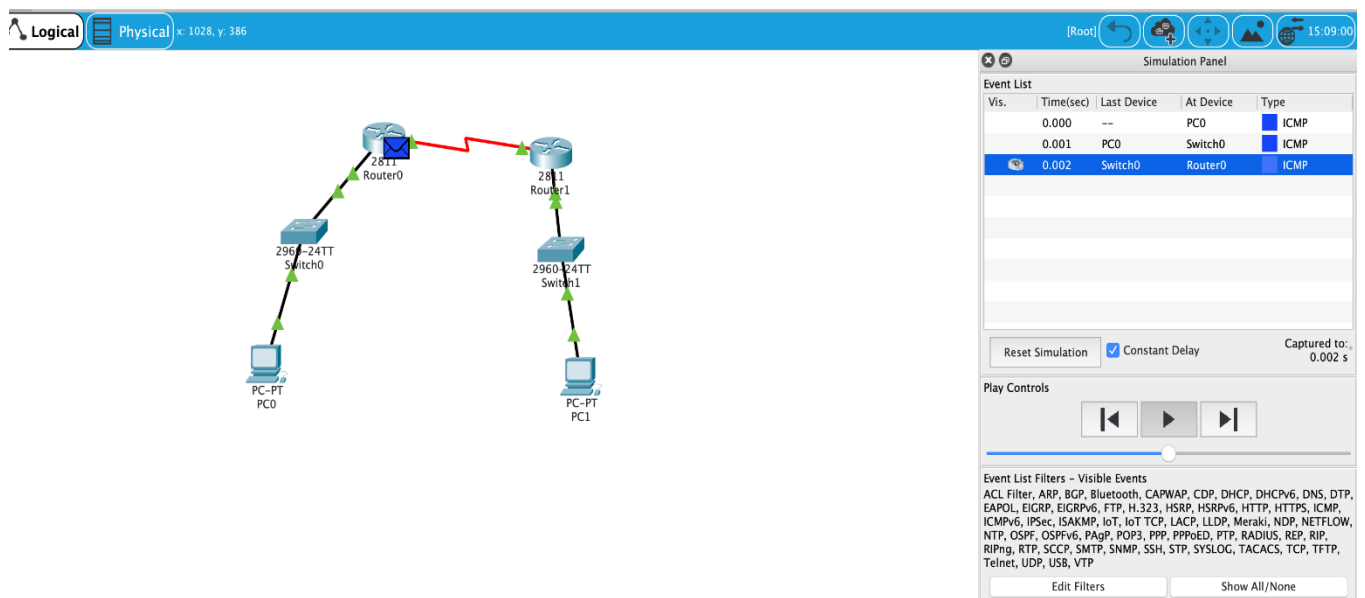 Logical
Physical
x: 1028, y: 386
[Root]
15:09:00
2811
Router0
2811
Router1
2960-24TT
Switch0
2960-24TT
Switch1
PC-PT
PC0
PC-PT
PC1
Simulation Panel
Event List
Vis. Time(sec) Last Device At Device Type
0.000 -- PC0 ICMP
0.001 PC0 Switch0 ICMP
0.002 Switch0 Router0 ICMP
Reset Simulation
Constant Delay
Captured to:
0.002 s
Play Controls
Event List Filters - Visible Events
ACL Filter, ARP, BGP, Bluetooth, CAPWAP, CDP, DHCP, DHCPv6, DNS, DTP,
EAPOL, EIGRP, EIGRPv6, FTP, H.323, HSRP, HSRPv6, HTTP, HTTPS, ICMP,
ICMPv6, IPSec, ISAKMP, IoT, IoT TCP, LACP, LLDP, Meraki, NDP, NETFLOW,
NTP, OSPF, OSPFv6, PAgP, POP3, PPP, PPPoED, PTP, RADIUS, REP, RIP,
RIPng, RTP, SCCP, SMTP, SNMP, SSH, STP, SYSLOG, TACACS, TCP, TFTP,
Telnet, UDP, USB, VTP
Edit Filters
Show All/None